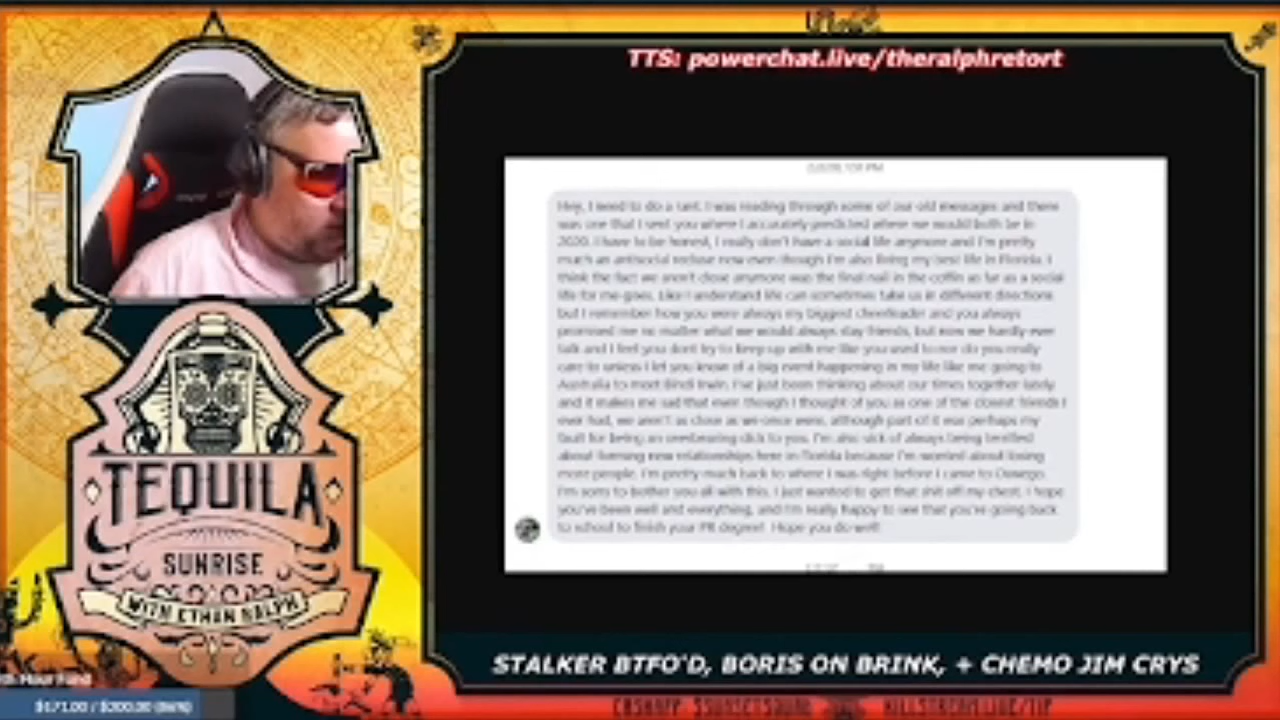 TTS: powerchat.live/theralphretort
Hey, I need to do a rant. I was reading through some of our old messages and there
was one that I sent you where I accurately predicted where we would both be in
2020. I have to be honest, I really don't have a social life anymore and I'm pretty
much an antisocial recluse now even though I'm also living my best life in Florida. I
think the fact we aren't close anymore was the final nail in the coffin as far as a social
life for me goes. Like I understand life can sometimes take us in different directions
but I remember how you were always my biggest cheerleader and you always
promised me no matter what we would always stay friends, but now we hardly ever
talk and I feel you dont try to keep up with me like you used to nor do you really
care to unless I let you know of a big event happening in my life like me going to
Australia to meet Bindi Irwin. I've just been thinking about our times together lately
and it makes me sad that even though I thought of you as one of the closest friends I
ever had, we aren't as close as we once were, although part of it was perhaps my
fault for being an overbearing dick to you. I'm also sick of always being terrified
about forming new relationships here in Florida because I'm worried about losing
more people. I'm pretty much back to where I was right before I came to Oswego.
I'm sorry to bother you all with this, I just wanted to get that shit off my chest. I hope
you've been well and everything, and I'm really happy to see that you're going back
to school to finish your PR degree! Hope you do well!
TEQUILA
SUNRISE
WITH ETHAN RALPH
STALKER BTFO'D, BORIS ON BRINK, + CHEMO JIM CRYS
Hour Fund
$171.00 / $200.00 (86%)
CASHAPP $SUNSETSQUAD
KILLSTREAM.LIVE/TIP